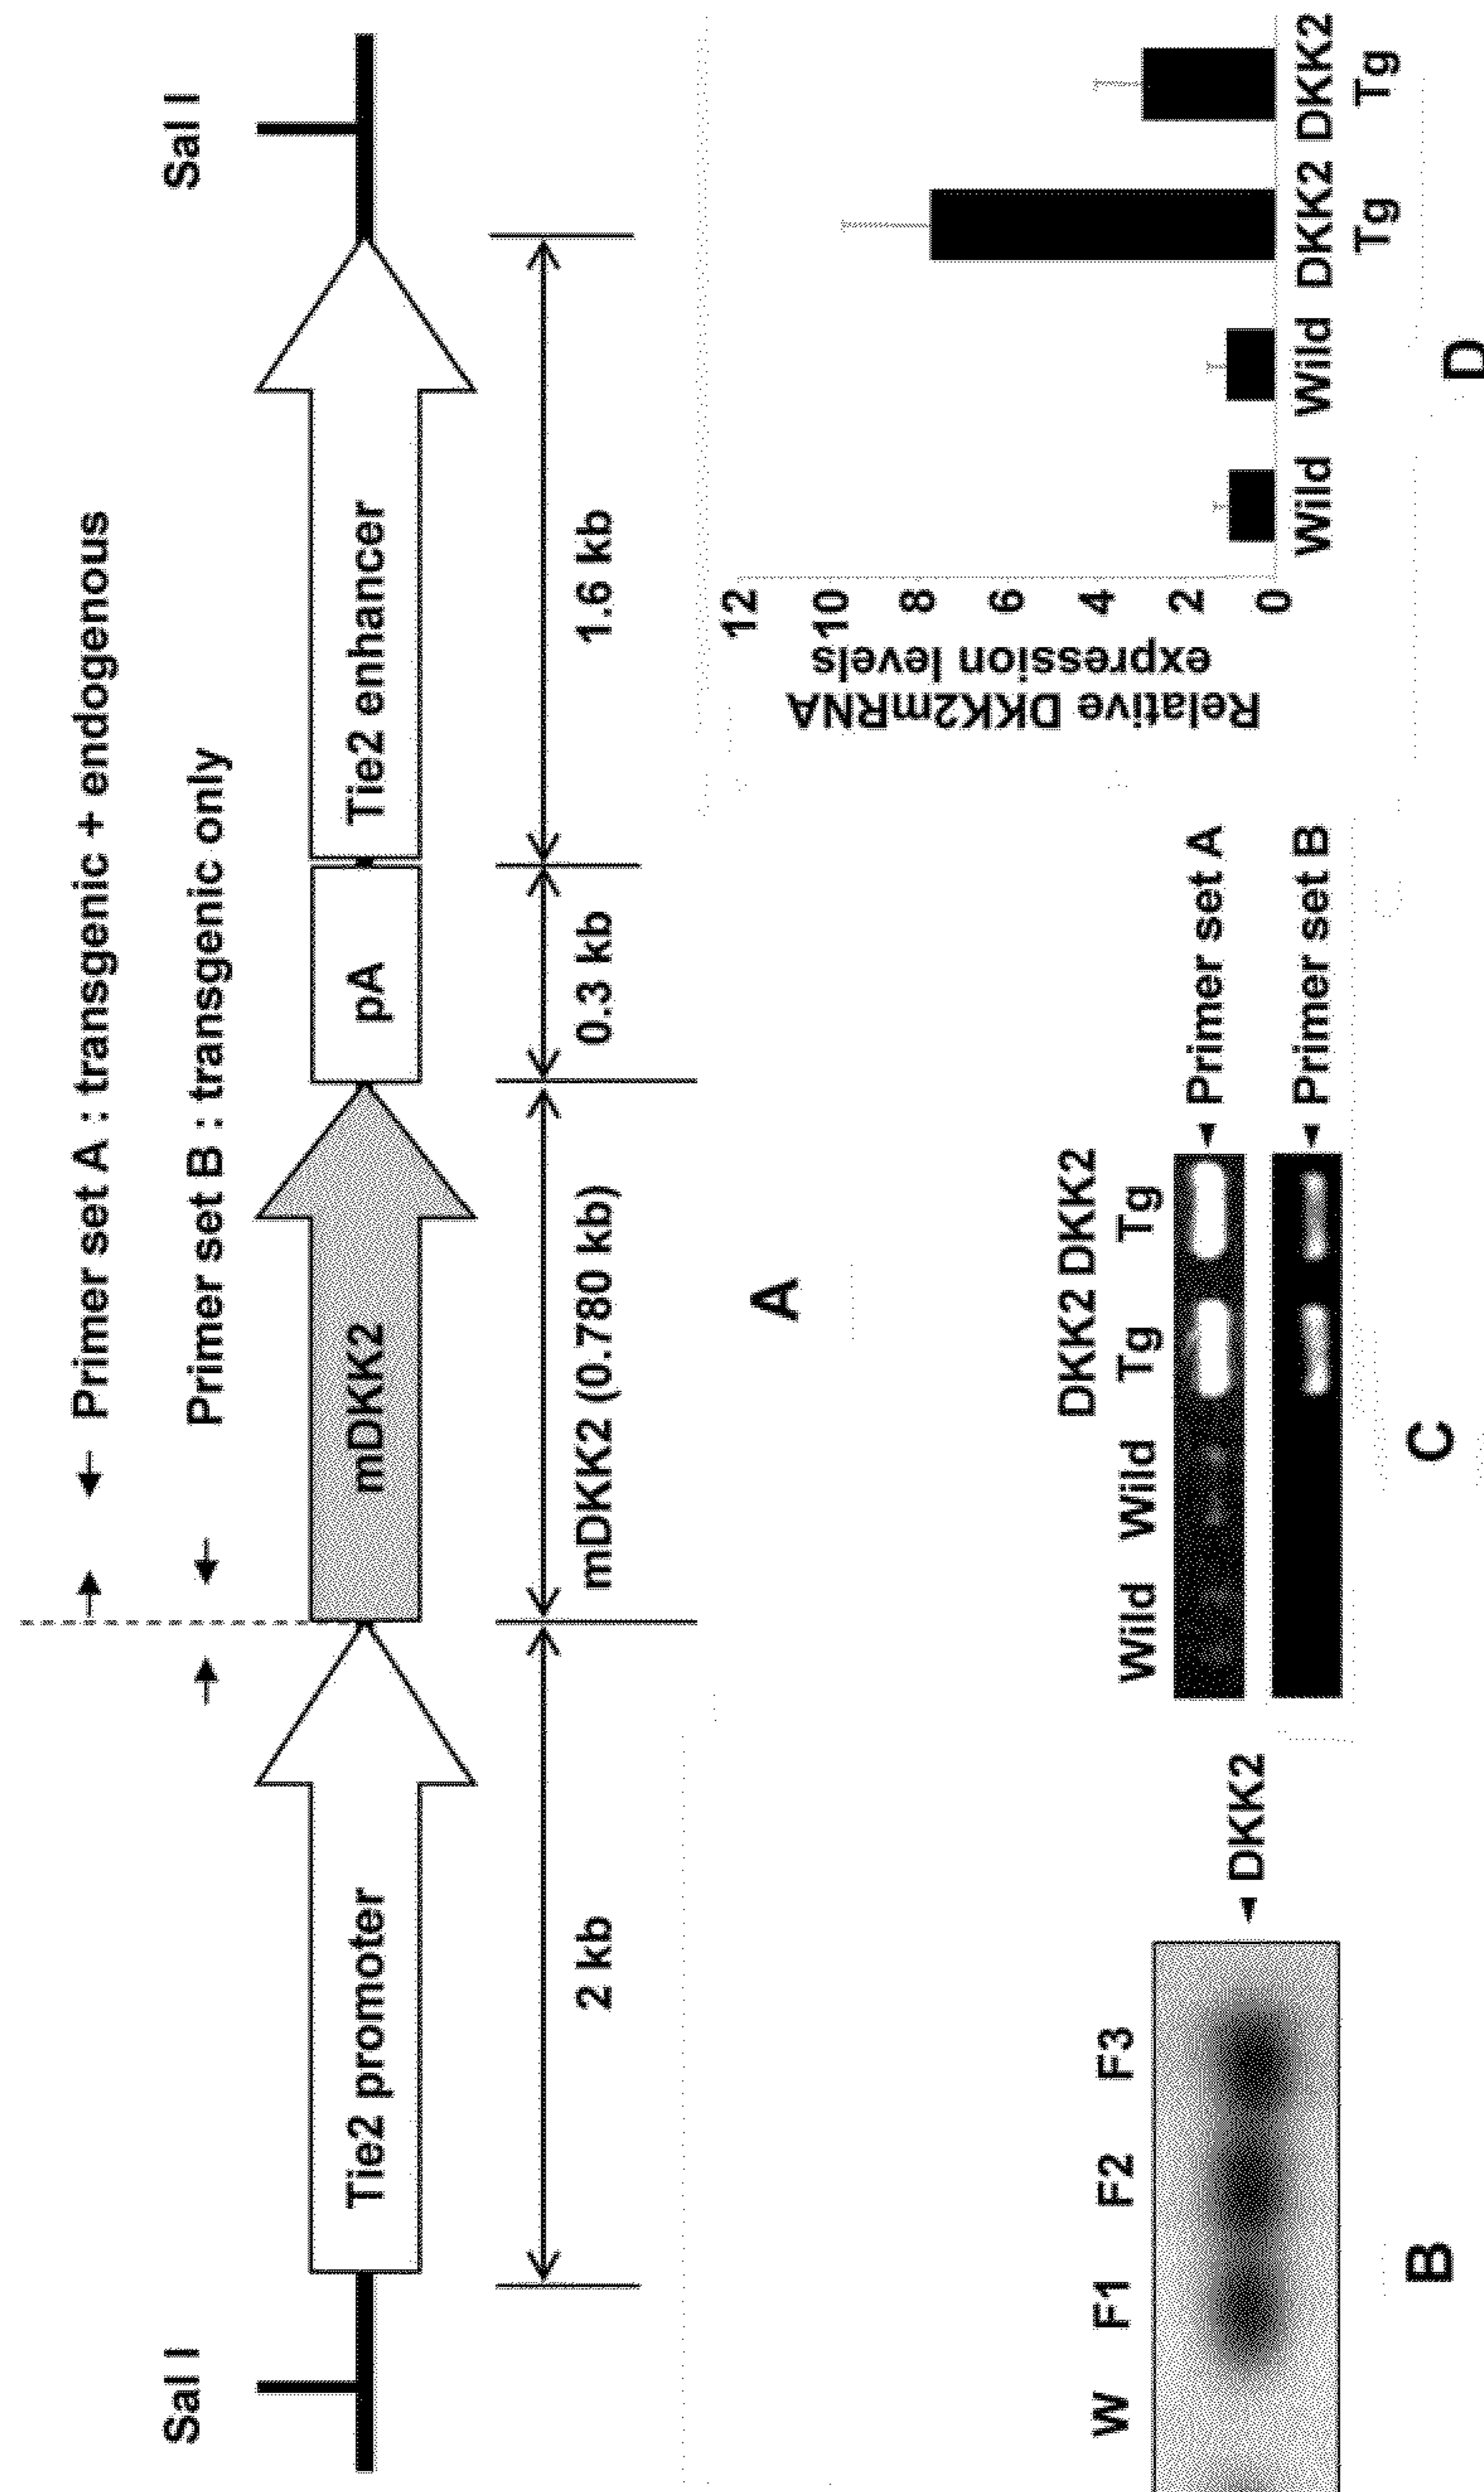 Primer set A : transgenic + endogenous
Primer set B : transgenic only
Sal I
Sal I
Tie2 promoter
mDKK2
pA
Tie2 enhancer
2 kb
mDKK2 (0.780 kb)
0.3 kb
1.6 kb
A
W F1 F2 F3
DKK2
B
DKK2 DKK2
Wild Wild Tg Tg
Primer set A
Primer set B
C
Relative DKK2mRNA
expression levels
12
10
8
6
4
2
0
Wild Wild DKK2 DKK2
Tg Tg
D